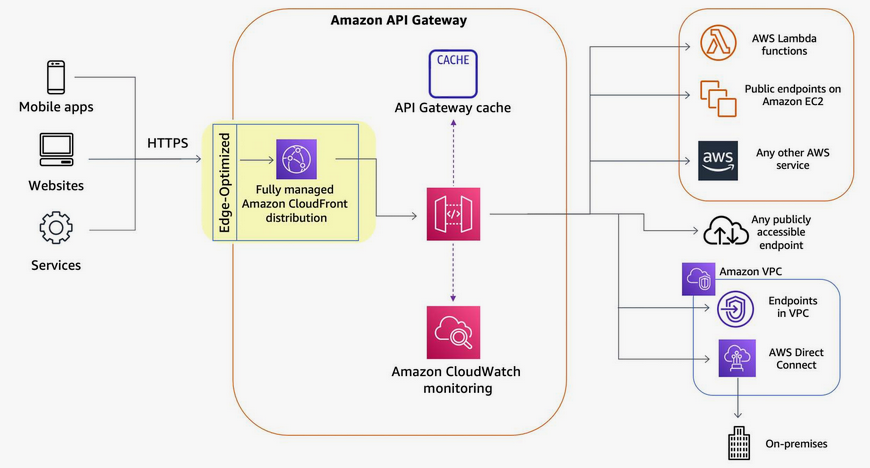 Amazon API Gateway
CACHE
API Gateway cache
Mobile apps
HTTPS
Websites
Services
Edge-Optimized
Fully managed
Amazon CloudFront
distribution
Amazon CloudWatch
monitoring
AWS Lambda
functions
Public endpoints on
Amazon EC2
aws
Any other AWS
service
Any publicly
accessible
endpoint
Amazon VPC
Endpoints
in VPC
AWS Direct
Connect
On-premises